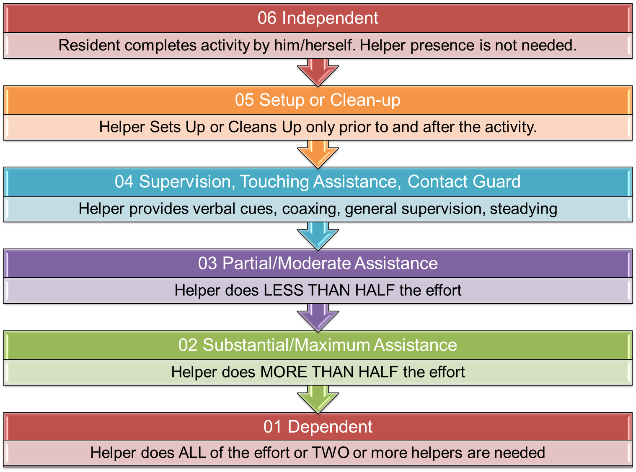 06 Independent
Resident completes activity by him/herself. Helper presence is not needed.
05 Setup or Clean-up
Helper Sets Up or Cleans Up only prior to and after the activity.
04 Supervision, Touching Assistance, Contact Guard
Helper provides verbal cues, coaxing, general supervision, steadying
03 Partial/Moderate Assistance
Helper does LESS THAN HALF the effort
02 Substantial/Maximum Assistance
Helper does MORE THAN HALF the effort
01 Dependent
Helper does ALL of the effort or TWO or more helpers are needed